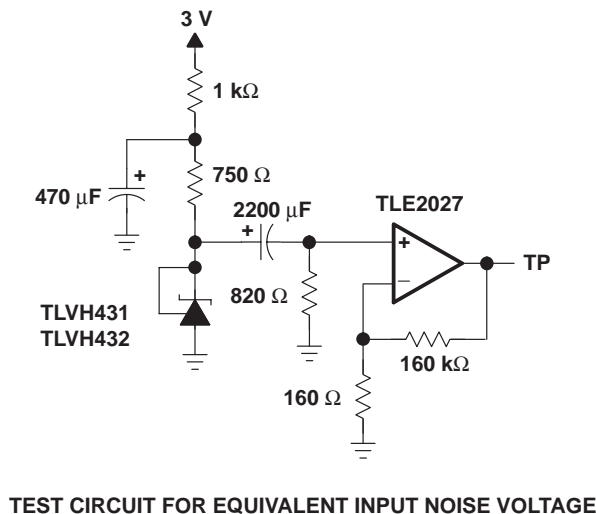 3 V
1 kΩ
470 μF
+
750 Ω
2200 μF
+
TLE2027
+
−
TP
820 Ω
TLVH431
TLVH432
160 kΩ
160 Ω
TEST CIRCUIT FOR EQUIVALENT INPUT NOISE VOLTAGE